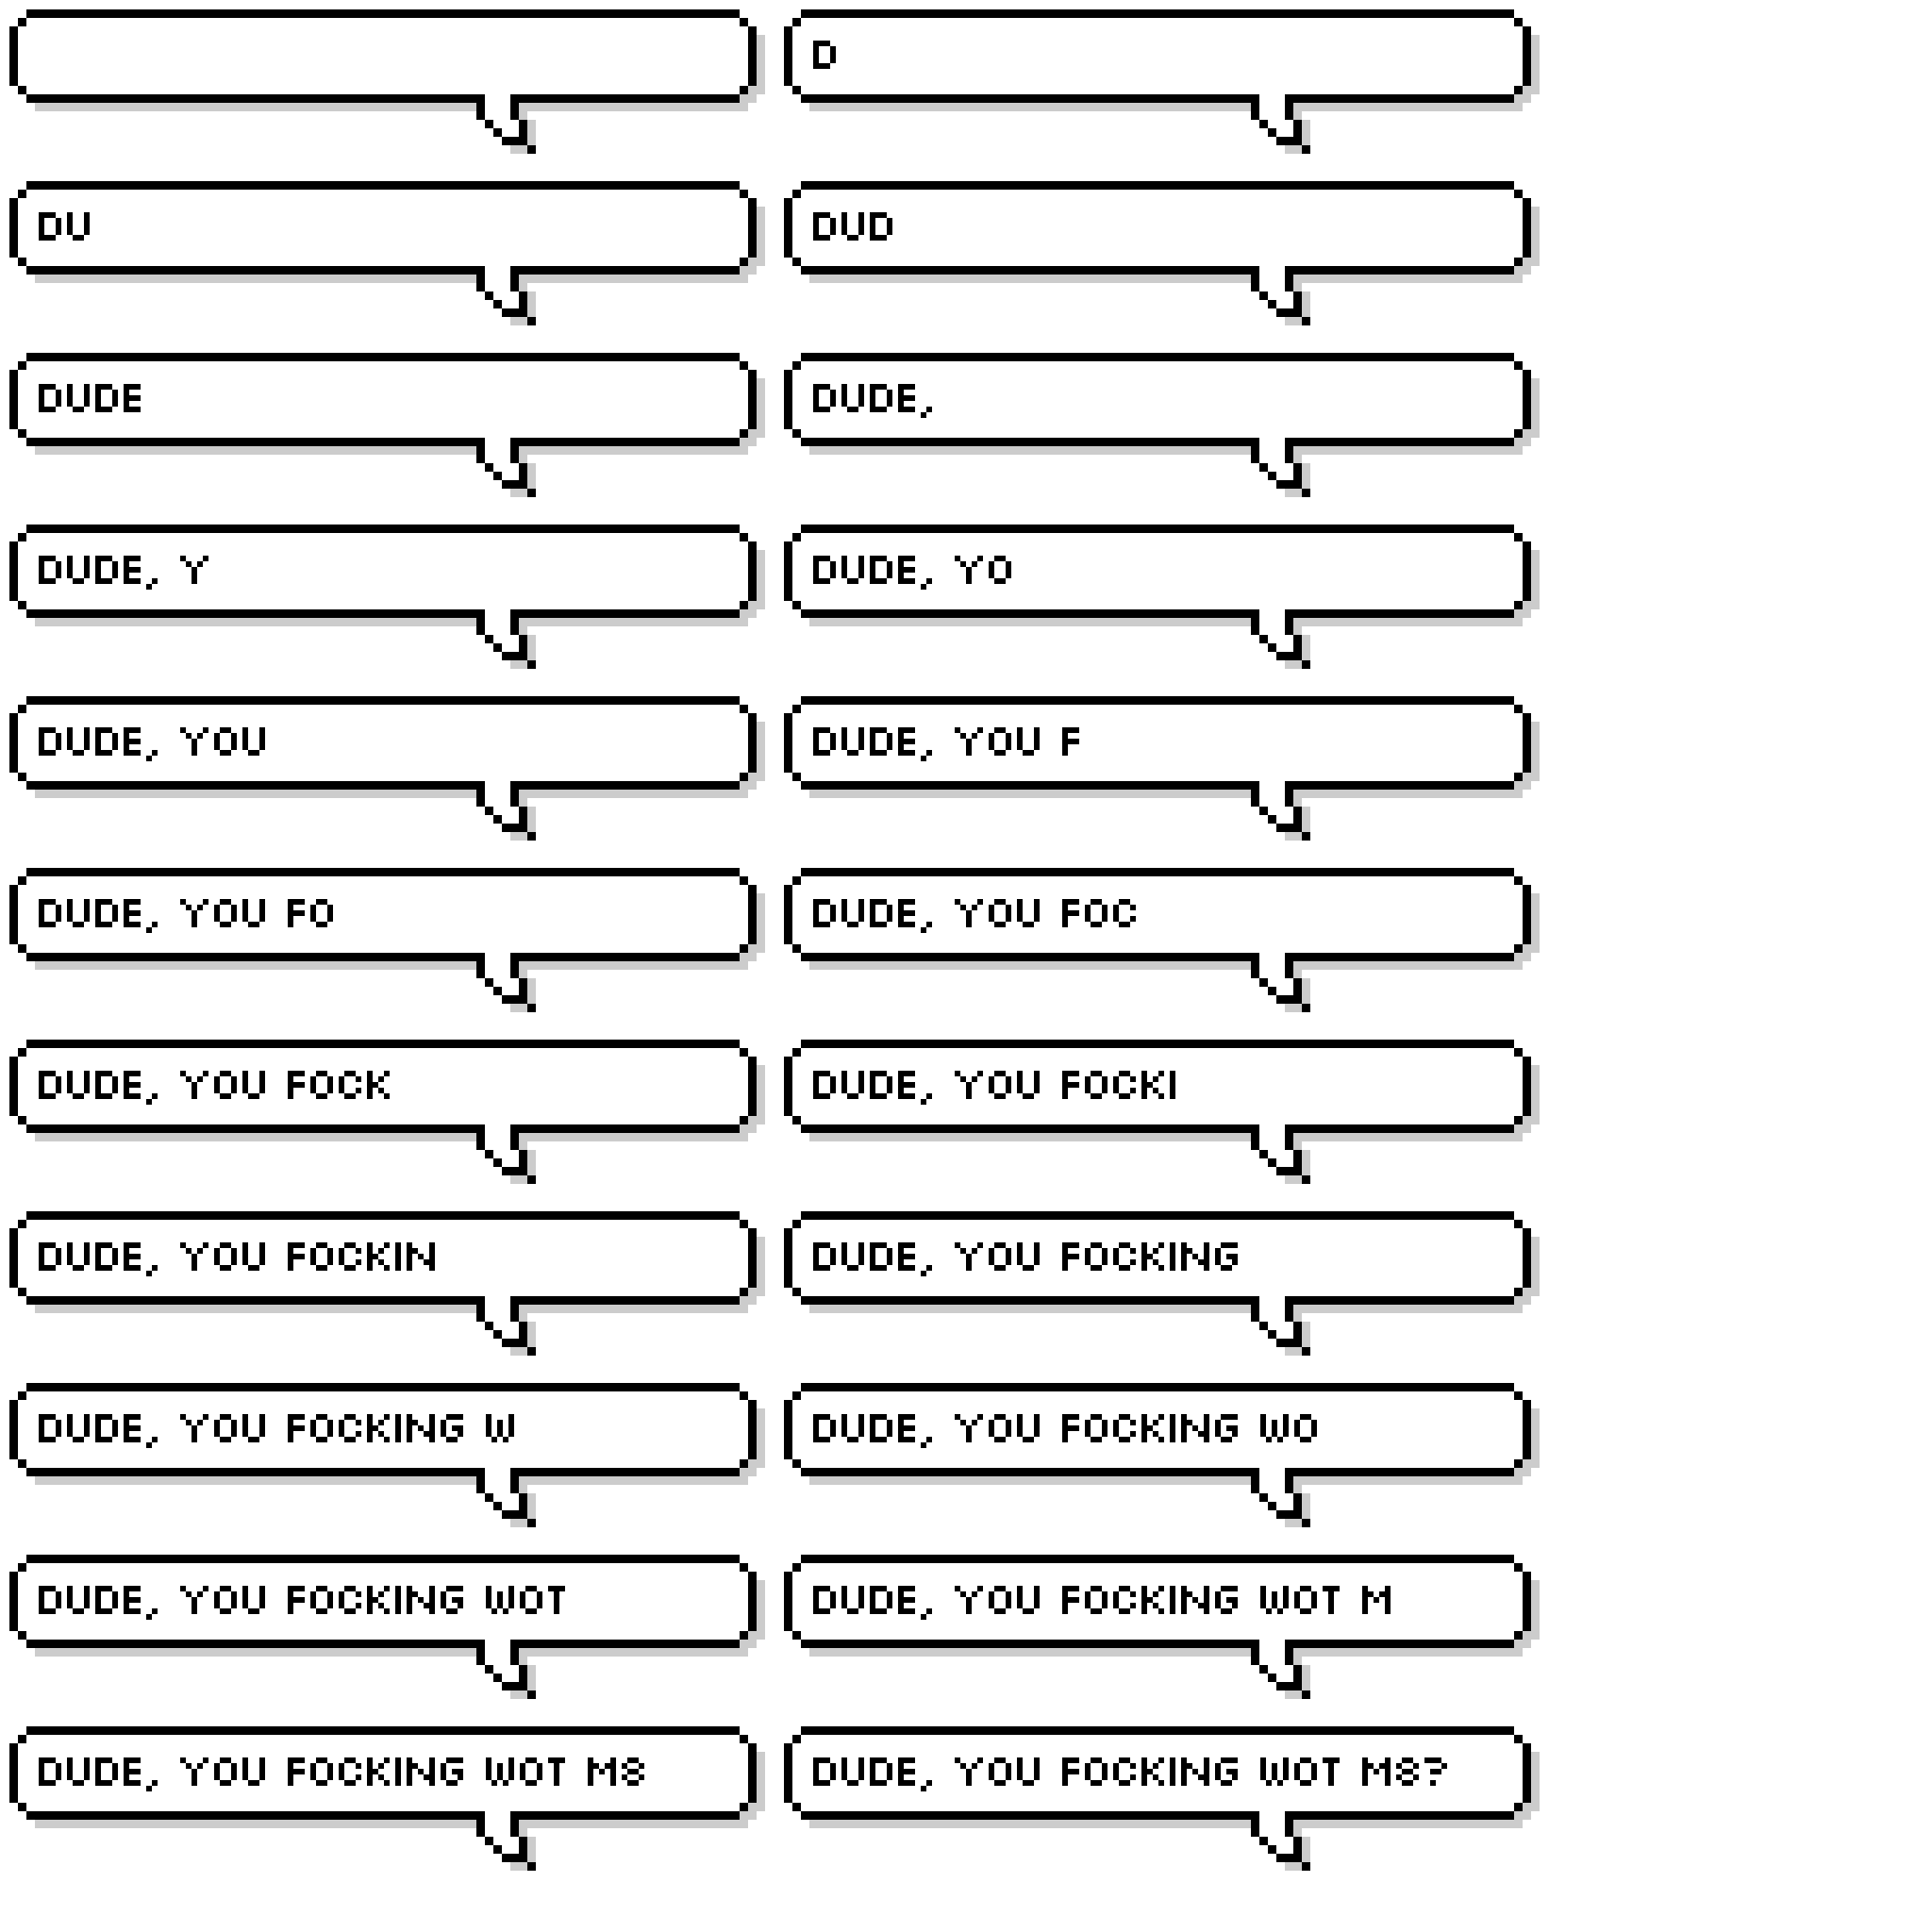 D
DU
DUD
DUDE
DUDE,
DUDE, Y
DUDE, YO
DUDE, YOU
DUDE, YOU F
DUDE, YOU FO
DUDE, YOU FOC
DUDE, YOU FOCK
DUDE, YOU FOCKI
DUDE, YOU FOCKIN
DUDE, YOU FOCKING
DUDE, YOU FOCKING W
DUDE, YOU FOCKING WO
DUDE, YOU FOCKING WOT
DUDE, YOU FOCKING WOT M
DUDE, YOU FOCKING WOT M8
DUDE, YOU FOCKING WOT M8?